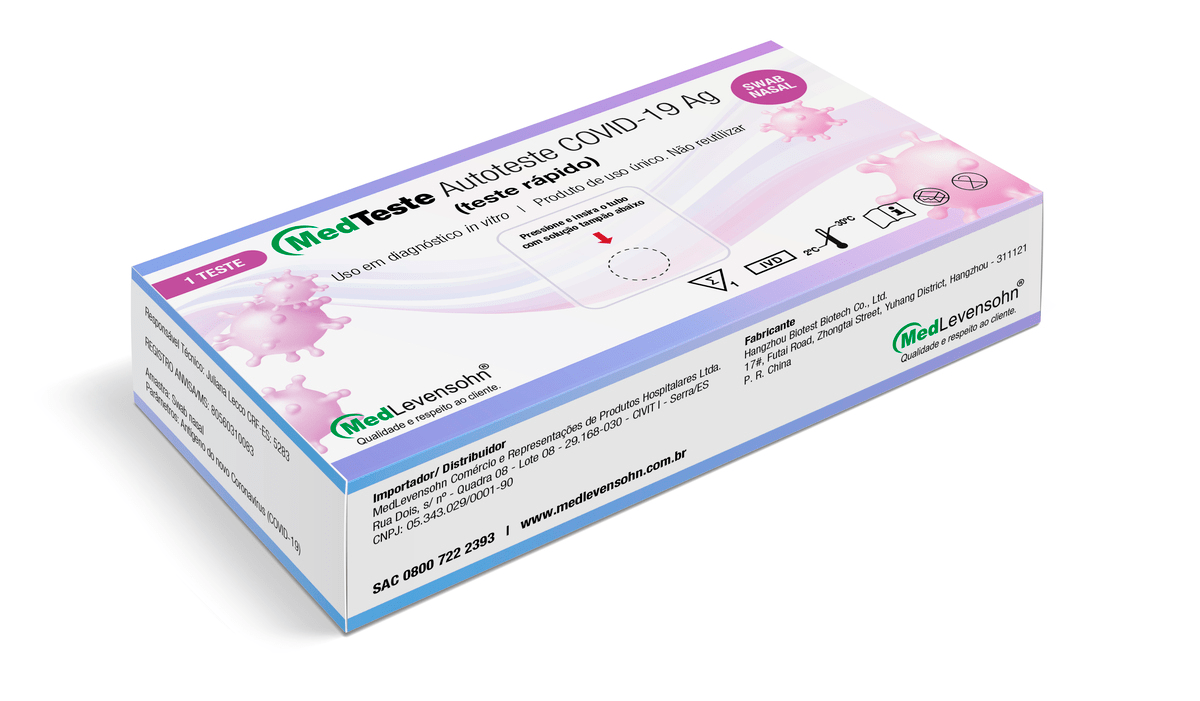 SWAB
NASAL
MedTeste Autoteste COVID-19 Ag
(teste rápido)
1 TESTE
Uso em diagnóstico in vitro | Produto de uso único. Não reutilizar
Pressione e insira o tubo
com solução tampão abaixo
Σ 1
IVD
2ºC 30ºC
i
2
MedLevensohn®
Qualidade e respeito ao cliente.
Responsável Técnico: Juliana Lecco CRF-ES: 5283
REGISTRO ANVISA/MS: 80560310083
Amostra: Swab nasal
Parâmetros: Antígeno do novo Coronavírus (COVID-19)
Importador/ Distribuidor
MedLevensohn Comércio e Representações de Produtos Hospitalares Ltda.
Rua Dois, s/ nº - Quadra 08 - Lote 08 - 29.168-030 - CIVIT I - Serra/ES
CNPJ: 05.343.029/0001-90
SAC 0800 722 2393 | www.medlevensohn.com.br
Fabricante
Hangzhou Biotest Biotech Co., Ltd.
17#, Futai Road, Zhongtai Street, Yuhang District, Hangzhou - 311121
P. R. China
MedLevensohn®
Qualidade e respeito ao cliente.